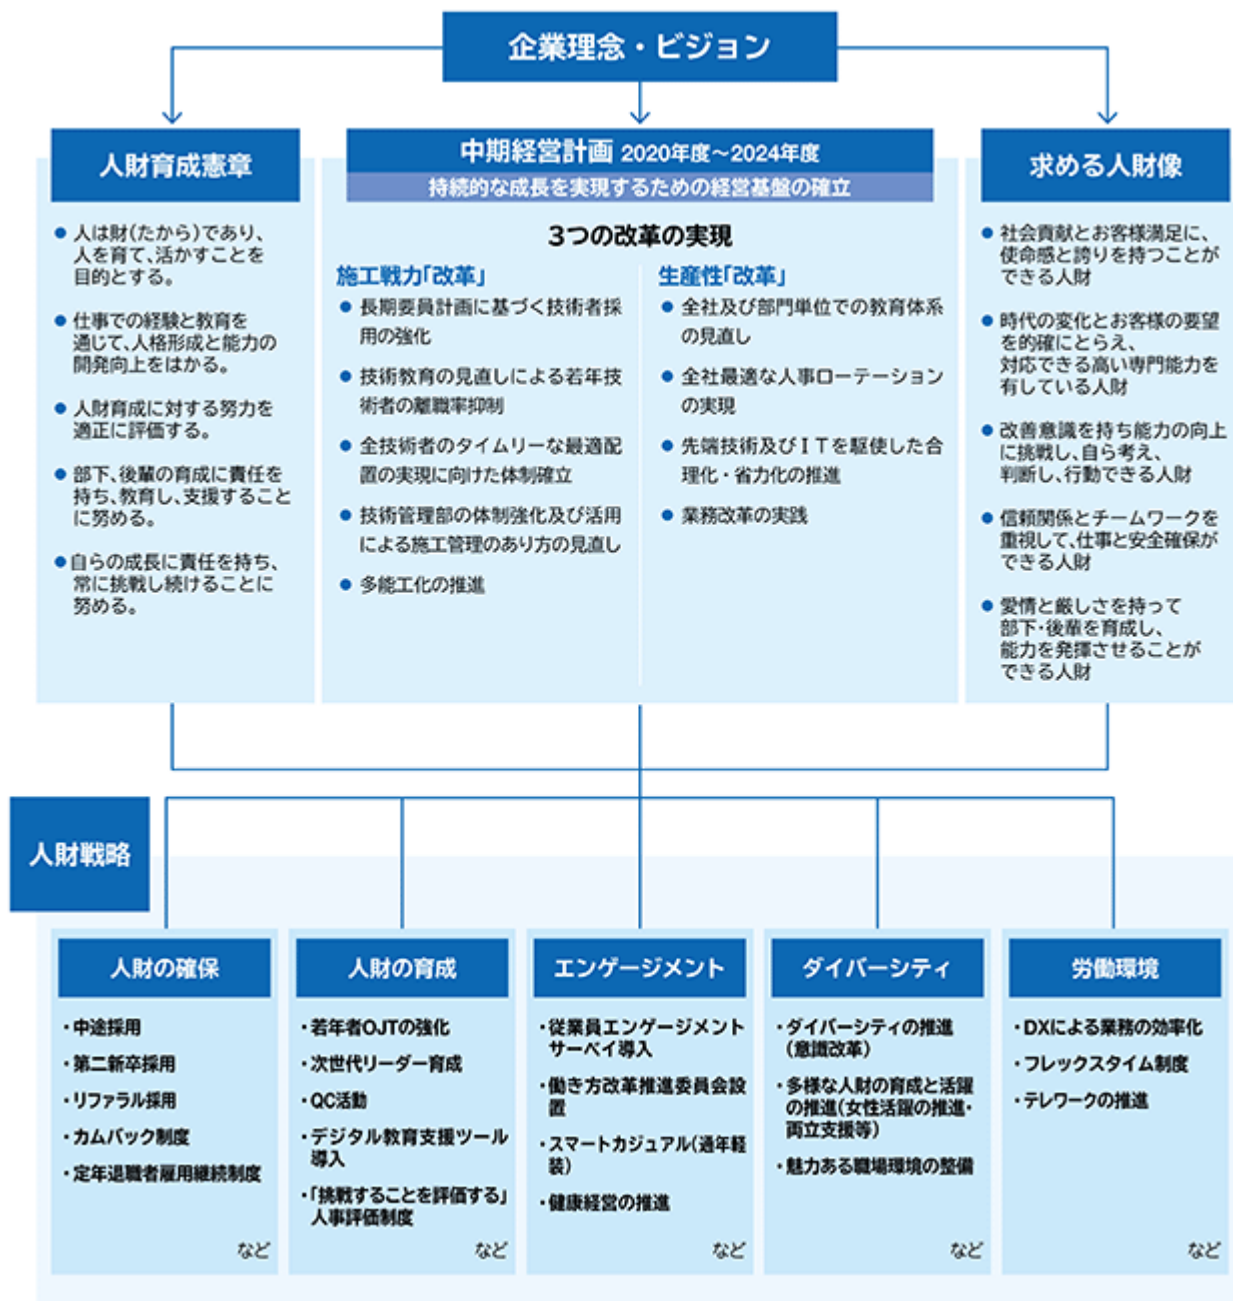 企業理念・ビジョン
人財育成憲章
● 人は財(たから)であり、
人を育て、活かすことを
目的とする。
● 仕事での経験と教育を
通じて、人格形成と能力の
開発向上をはかる。
● 人財育成に対する努力を
適正に評価する。
● 部下、後輩の育成に責任を
持ち、教育し、支援すること
に努める。
● 自らの成長に責任を持ち、
常に挑戦し続けることに
努める。
中期経営計画 2020年度～2024年度
持続的な成長を実現するための経営基盤の確立
3つの改革の実現
施工戦力「改革」
● 長期要員計画に基づく技術者採
用の強化
● 技術教育の見直しによる若年技
術者の離職率抑制
● 全技術者のタイムリーな最適配
置の実現に向けた体制確立
● 技術管理部の体制強化及び活用
による施工管理のあり方の見直し
● 多能工化の推進
生産性「改革」
● 全社及び部門単位での教育体系
の見直し
● 全社最適な人事ローテーション
の実現
● 先端技術及びＩＴを駆使した合
理化・省力化の推進
● 業務改革の実践
求める人財像
● 社会貢献とお客様満足に、
使命感と誇りを持つことが
できる人財
● 時代の変化とお客様の要望
を的確にとらえ、
対応できる高い専門能力を
有している人財
● 改善意識を持ち能力の向上
に挑戦し、自ら考え、
判断し、行動できる人財
● 信頼関係とチームワークを
重視して、仕事と安全確保が
できる人財
● 愛情と厳しさを持って
部下・後輩を育成し、
能力を発揮させることが
できる人財
人財戦略
人財の確保
・中途採用
・第二新卒採用
・リファラル採用
・カムバック制度
・定年退職者雇用継続制度
など
人財の育成
・若年者OJTの強化
・次世代リーダー育成
・QC活動
・デジタル教育支援ツール
導入
・「挑戦することを評価する」
人事評価制度
など
エンゲージメント
・従業員エンゲージメント
サーベイ導入
・働き方改革推進委員会設
置
・スマートカジュアル(通年軽
装)
・健康経営の推進
など
ダイバーシティ
・ダイバーシティの推進
(意識改革)
・多様な人財の育成と活躍
の推進(女性活躍の推進・
両立支援等)
・魅力ある職場環境の整備
など
労働環境
・DXによる業務の効率化
・フレックスタイム制度
・テレワークの推進
など